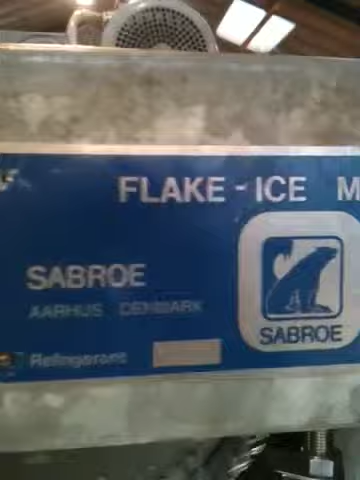 FLAKE-ICE M
SABROE
AARHUS DENMARK
SABROE
Refrigerant